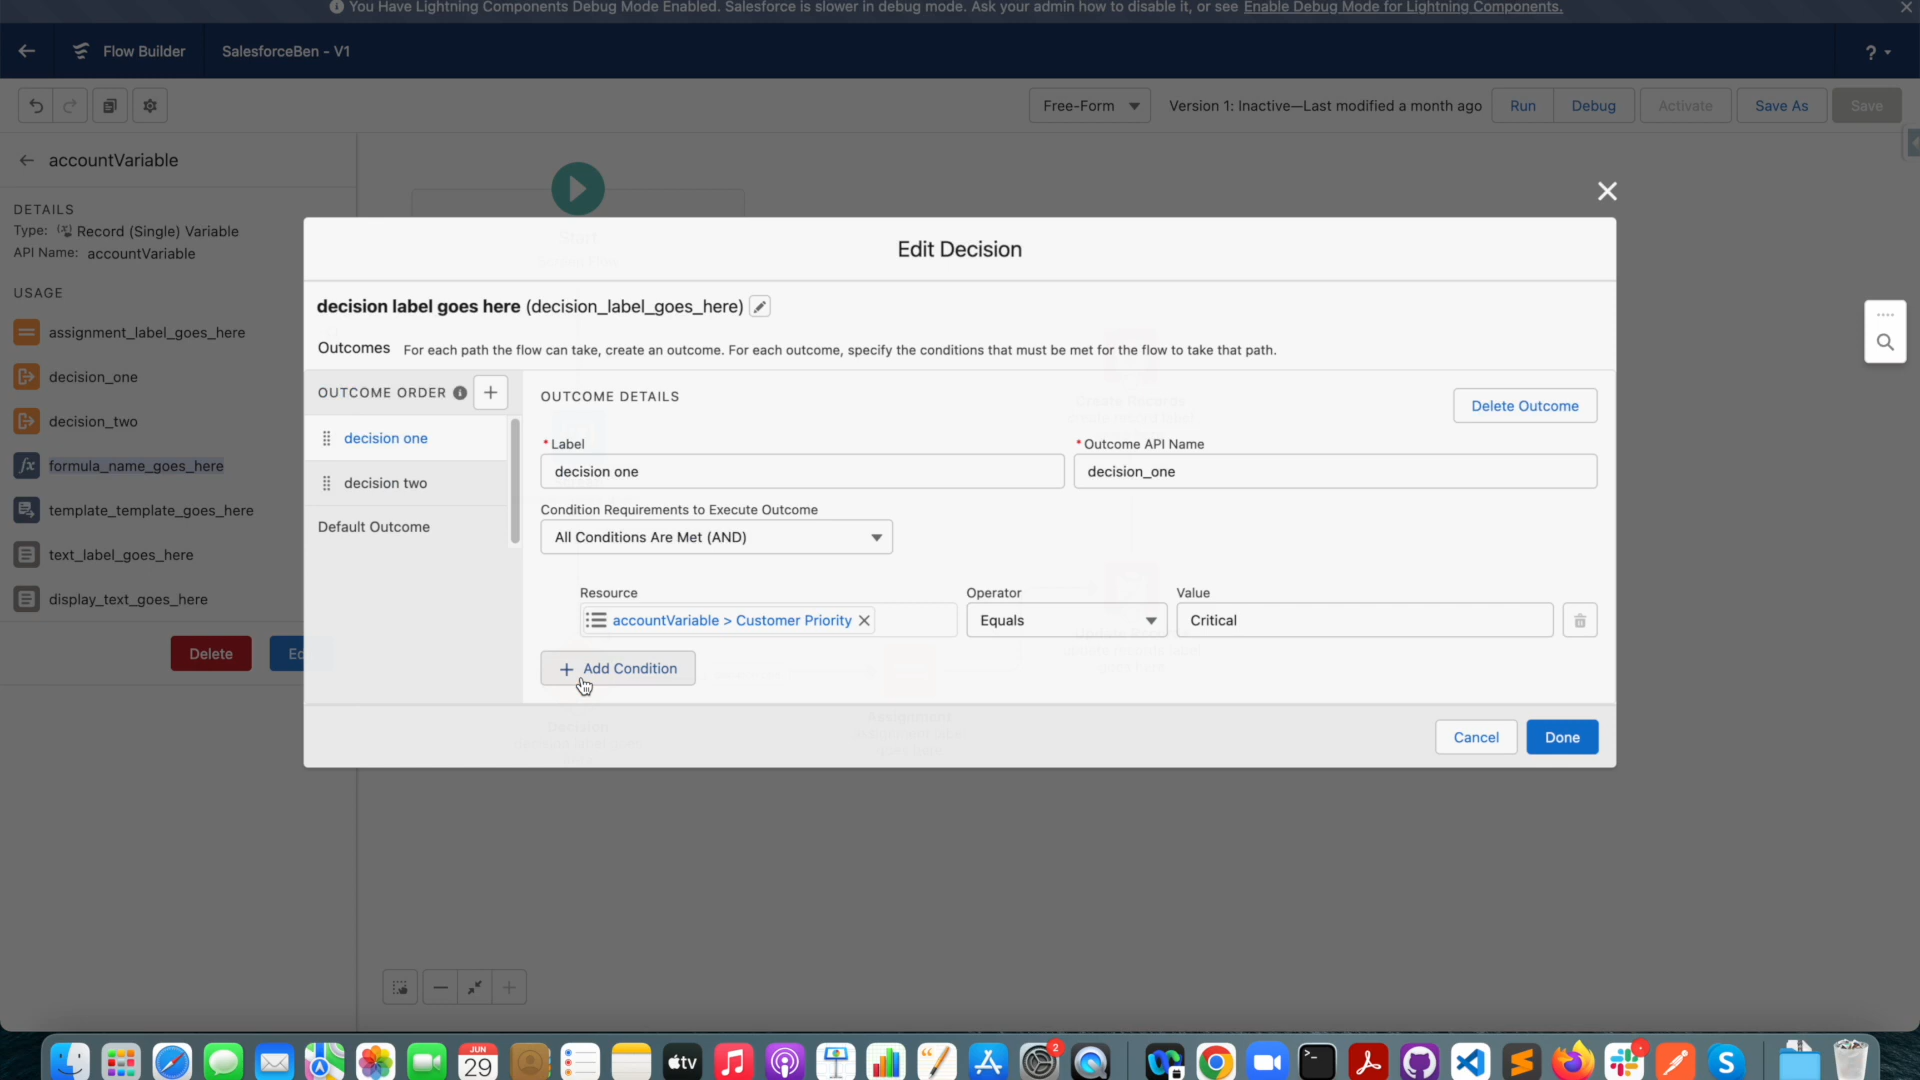 You Have Lightning Components Debug Mode Enabled. Salesforce is slower in debug mode. Ask your admin how to disable it, or see Enable Debug Mode for Lightning Components.
Flow Builder
SalesforceBen - V1
?
Free-Form
Version 1: Inactive—Last modified a month ago
Run
Debug
Activate
Save As
Save
accountVariable
DETAILS
Type: Record (Single) Variable
API Name: accountVariable
USAGE
assignment_label_goes_here
decision_one
decision_two
formula_name_goes_here
template_template_goes_here
text_label_goes_here
display_text_goes_here
Delete
Ed
Start
Edit Decision
decision label goes here (decision_label_goes_here)
Outcomes For each path the flow can take, create an outcome. For each outcome, specify the conditions that must be met for the flow to take that path.
OUTCOME ORDER
decision one
decision two
Default Outcome
OUTCOME DETAILS
Delete Outcome
* Label
decision one
* Outcome API Name
decision_one
Condition Requirements to Execute Outcome
All Conditions Are Met (AND)
Resource
accountVariable > Customer Priority
Operator
Equals
Value
Critical
+ Add Condition
Cancel
Done
JUN
29
tv
2